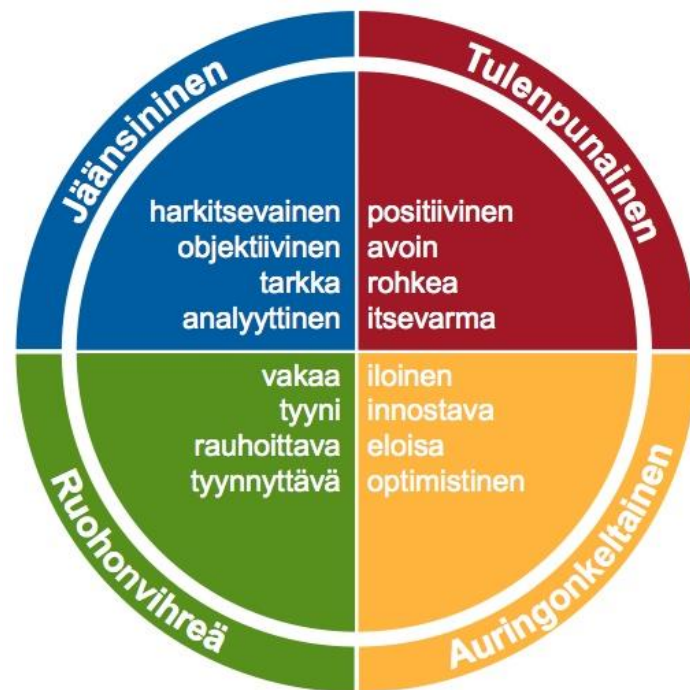 Jäänsininen
harkitsevainen
objektiivinen
tarkka
analyyttinen
Tulenpunainen
positiivinen
avoin
rohkea
itsevarma
Ruohonvihreä
vakaa
tyyni
rauhoittava
tyynnyttävä
Auringonkeltainen
iloinen
innostava
eloisa
optimistinen